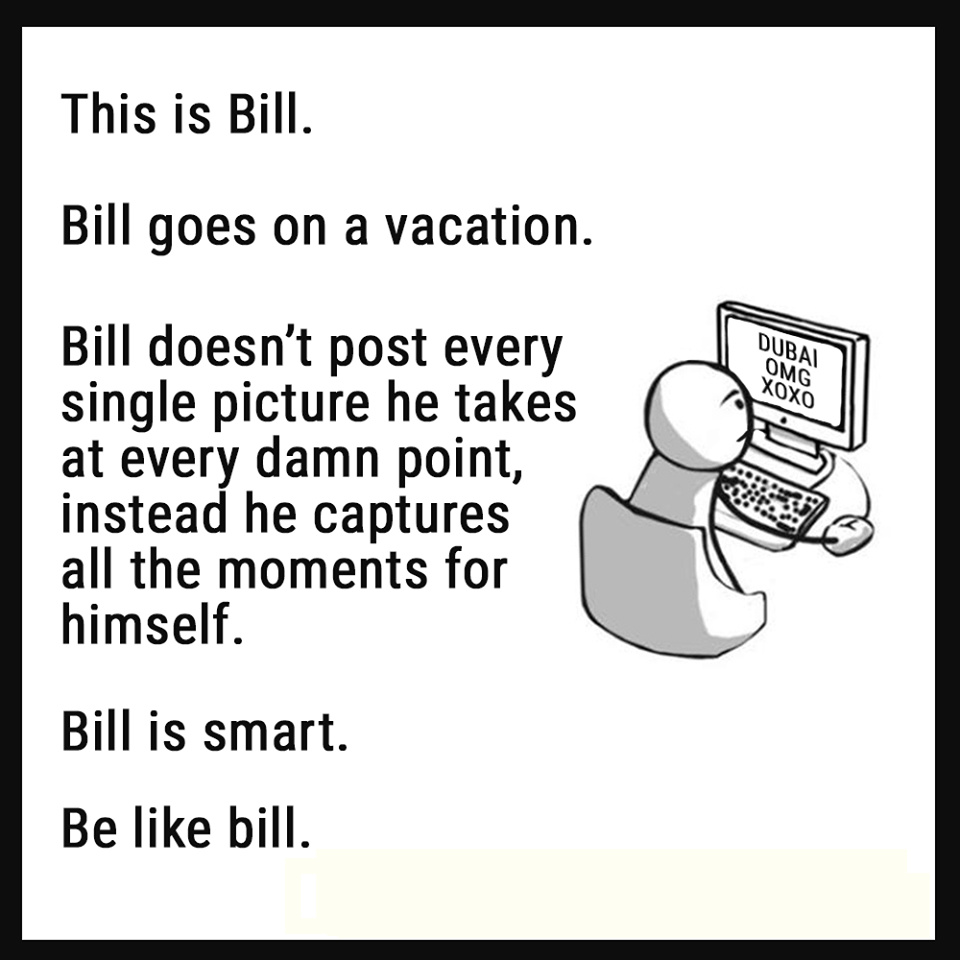 This is Bill.
Bill goes on a vacation.
Bill doesn’t post every
single picture he takes
at every damn point,
instead he captures
all the moments for
himself.
Bill is smart.
Be like bill.
DUBAI
OMG
XOXO